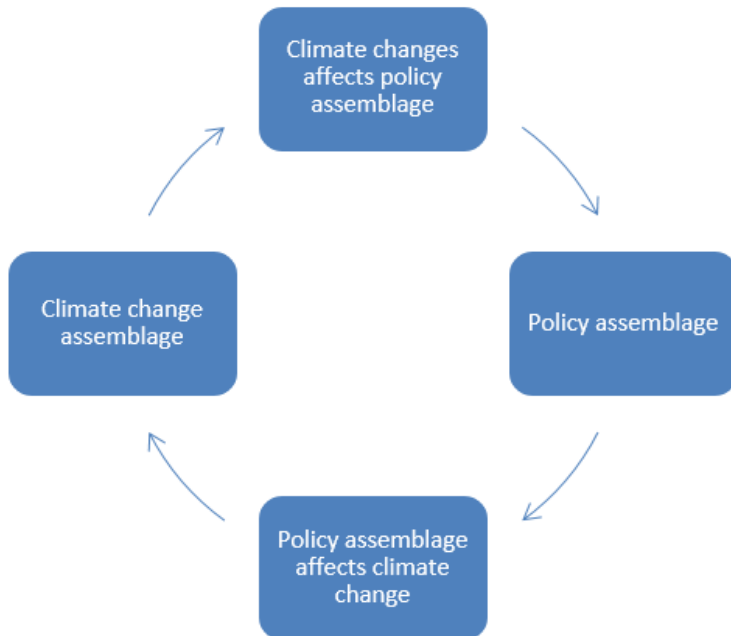 Climate changes
affects policy
assemblage
Climate change
assemblage
Policy assemblage
Policy assemblage
affects climate
change